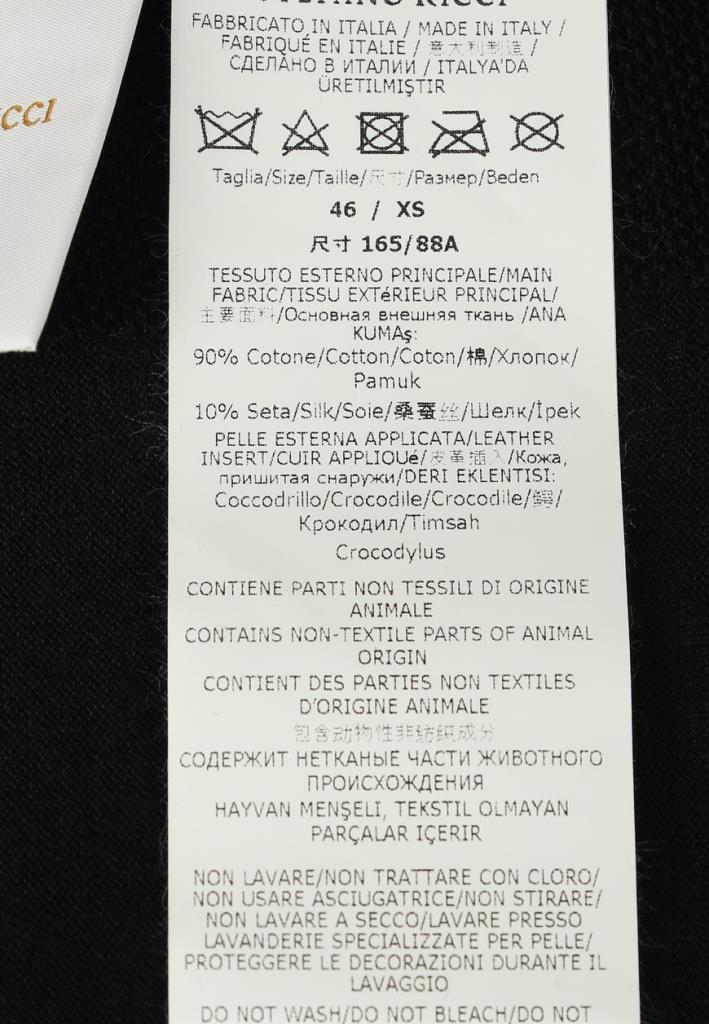 STEFANO RICCI
FABBRICATO IN ITALIA / MADE IN ITALY /
FABRIQUÉ EN ITALIE / 意大利制造 /
СДЕЛАНО В ИТАЛИИ / ITALYA'DA
ÜRETILMIŞTIR
CCI
Taglia/Size/Taille/尺寸/Размер/Beden
46 / XS
尺寸 165/88A
TESSUTO ESTERNO PRINCIPALE/MAIN
FABRIC/TISSU EXTéRIEUR PRINCIPAL/
主要面料/Основная внешняя ткань /ANA
KUMAş:
90% Cotone/Cotton/Coton/棉/Хлопок/
Pamuk
10% Seta/Silk/Soie/桑蚕丝/Шелк/İpek
PELLE ESTERNA APPLICATA/LEATHER
INSERT/CUIR APPLIQUé/皮革插入/Кожа,
пришитая снаружи/DERI EKLENTISI:
Coccodrillo/Crocodile/Crocodile/鳄/
Крокодил/Timsah
Crocodylus
CONTIENE PARTI NON TESSILI DI ORIGINE
ANIMALE
CONTAINS NON-TEXTILE PARTS OF ANIMAL
ORIGIN
CONTIENT DES PARTIES NON TEXTILES
D'ORIGINE ANIMALE
包含动物性非纺织成分
СОДЕРЖИТ НЕТКАНЫЕ ЧАСТИ ЖИВОТНОГО
ПРОИСХОЖДЕНИЯ
HAYVAN MENŞELI, TEKSTIL OLMAYAN
PARÇALAR IÇERIR
NON LAVARE/NON TRATTARE CON CLORO/
NON USARE ASCIUGATRICE/NON STIRARE/
NON LAVARE A SECCO/LAVARE PRESSO
LAVANDERIE SPECIALIZZATE PER PELLE/
PROTEGGERE LE DECORAZIONI DURANTE IL
LAVAGGIO
DO NOT WASH/DO NOT BLEACH/DO NOT